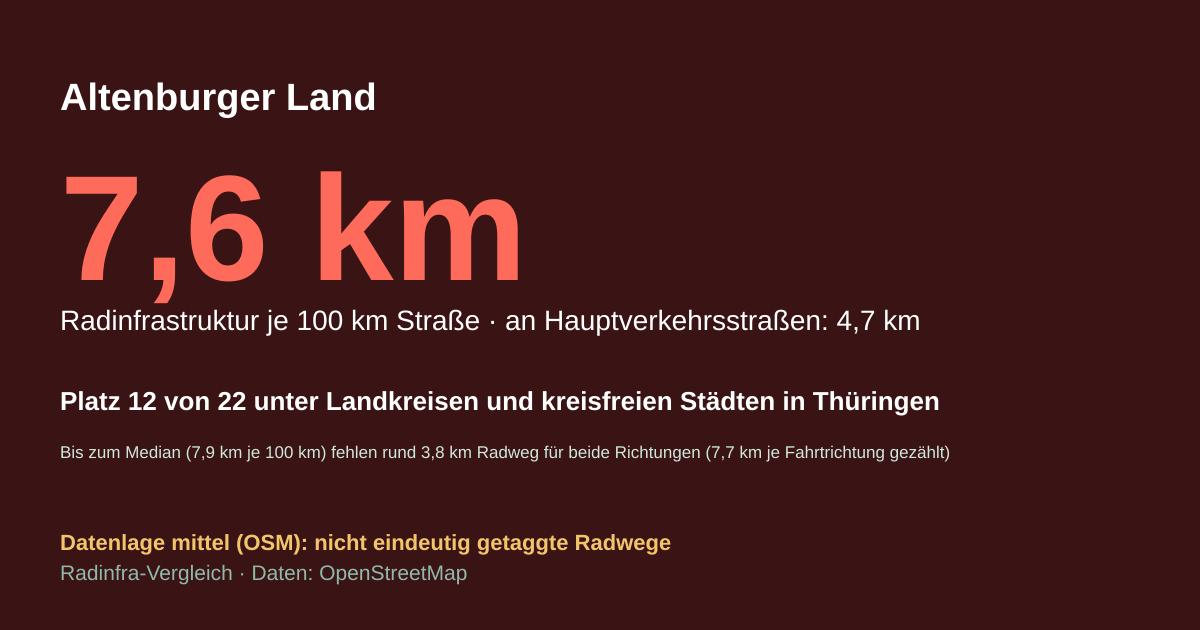 Altenburger Land
7,6 km
Radinfrastruktur je 100 km Straße · an Hauptverkehrsstraßen: 4,7 km
Platz 12 von 22 unter Landkreisen und kreisfreien Städten in Thüringen
Bis zum Median (7,9 km je 100 km) fehlen rund 3,8 km Radweg für beide Richtungen (7,7 km je Fahrtrichtung gezählt)
Datenlage mittel (OSM): nicht eindeutig getaggte Radwege
Radinfra-Vergleich · Daten: OpenStreetMap